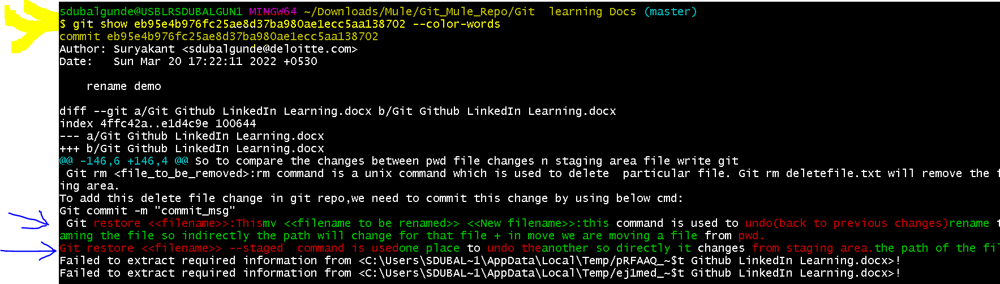 sdubalgunde@USBLRSDUBALGUN1 MINGW64 ~/Downloads/Mule/Git_Mule_Repo/Git  learning Docs (master)
$ git show eb95e4b976fc25ae8d37ba980ae1ecc5aa138702 --color-words
commit eb95e4b976fc25ae8d37ba980ae1ecc5aa138702
Author: Suryakant <sdubalgunde@deloitte.com>
Date:   Sun Mar 20 17:22:11 2022 +0530
rename demo
diff --git a/Git Github LinkedIn Learning.docx b/Git Github LinkedIn Learning.docx
index 4ffc42a..e1d4c9e 100644
--- a/Git Github LinkedIn Learning.docx
+++ b/Git Github LinkedIn Learning.docx
@@ -146,6 +146,4 @@ So to compare the changes between pwd file changes n staging area file write git
Git rm <file_to_be_removed>:rm command is a unix command which is used to delete  particular file. Git rm deletefile.txt will remove the f
ing area.
To add this delete file change in git repo,we need to commit this change by using below cmd:
Git commit -m "commit_msg"
Git restore <<filename>>:Thismv <<filename to be renamed>> <<New filename>>:this command is used to undo(back to previous changes)rename t
aming the file so indirectly the path will change for that file + in move we are moving a file from pwd.
Git restore <<filename>> --staged  command is usedone place to undo theanother so directly it changes from staging area.the path of the fil
Failed to extract required information from <C:\Users\SDUBAL~1\AppData\Local\Temp/pRFAAQ_~$t Github LinkedIn Learning.docx>!
Failed to extract required information from <C:\Users\SDUBAL~1\AppData\Local\Temp/ej1med_~$t Github LinkedIn Learning.docx>!